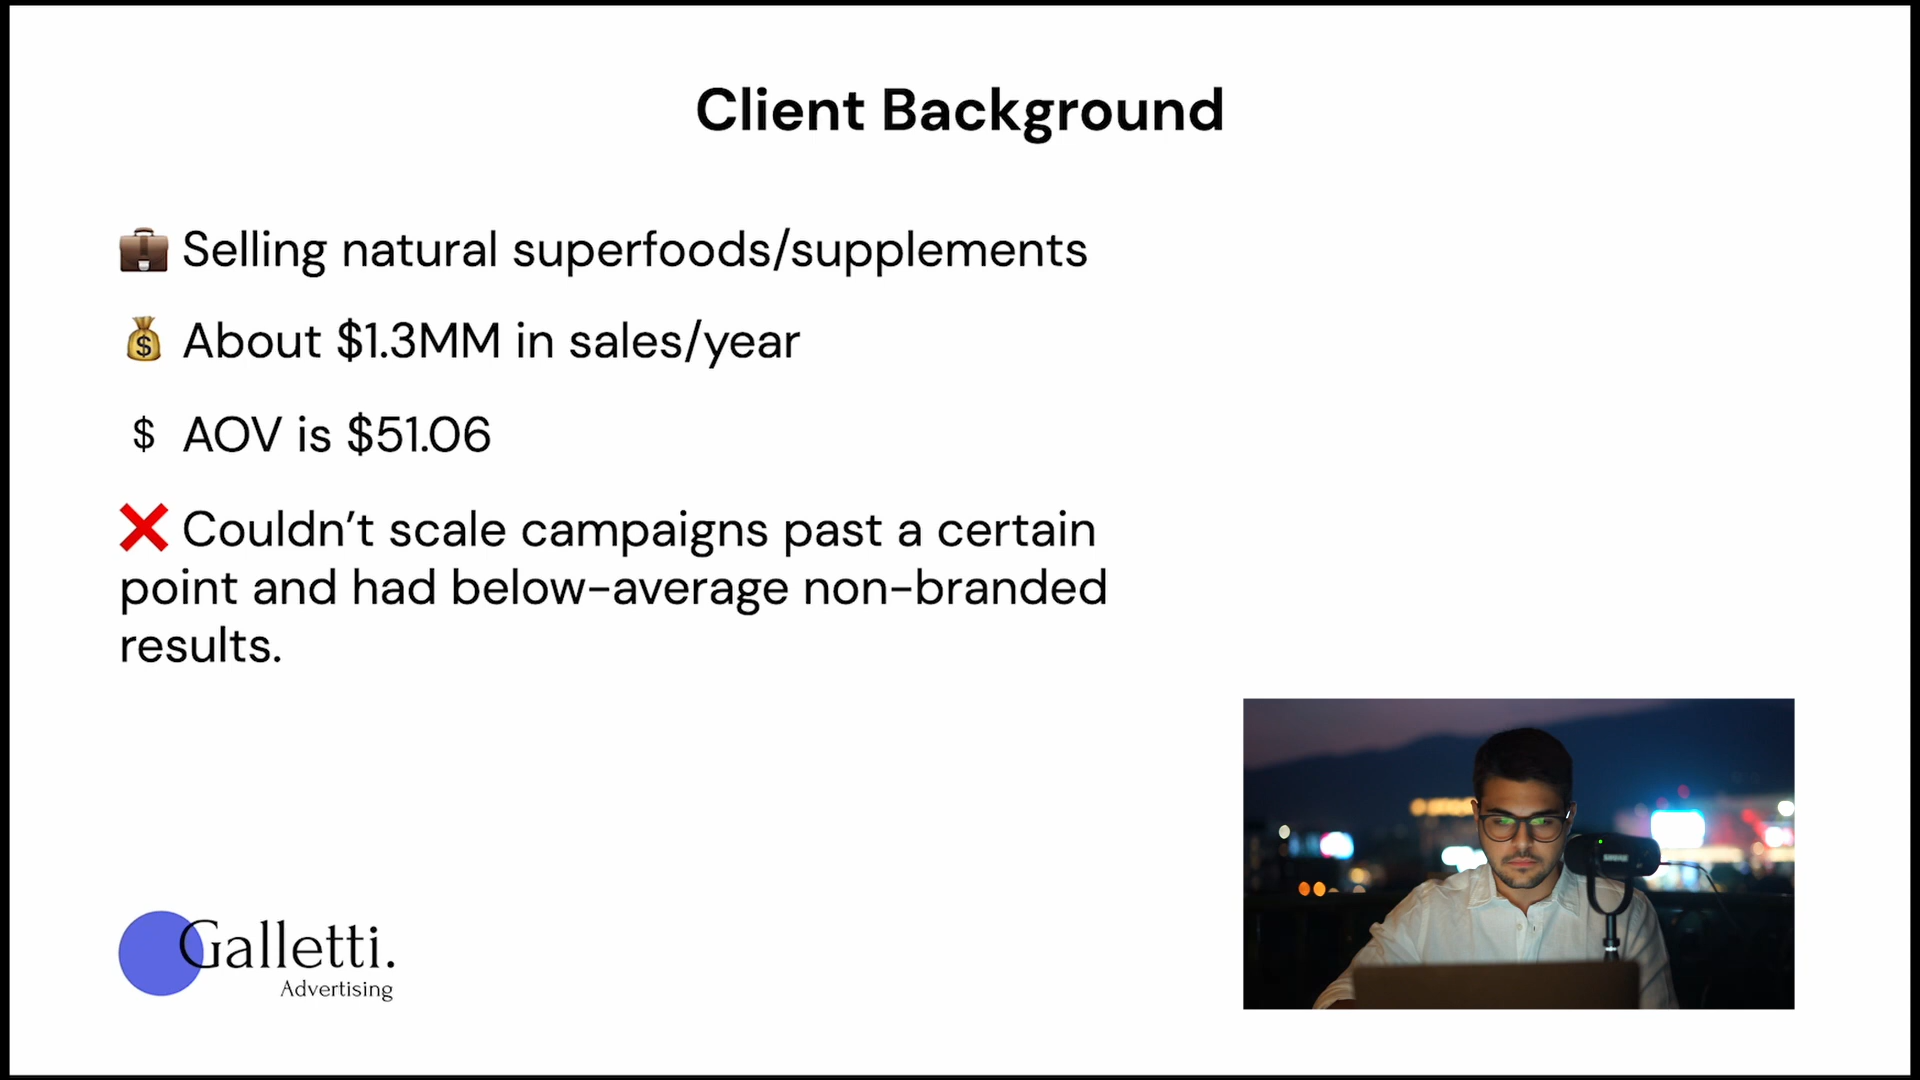 Client Background
💼 Selling natural superfoods/supplements
💰 About $1.3MM in sales/year
$ AOV is $51.06
❌ Couldn’t scale campaigns past a certain
point and had below-average non-branded
results.
Galletti.
Advertising